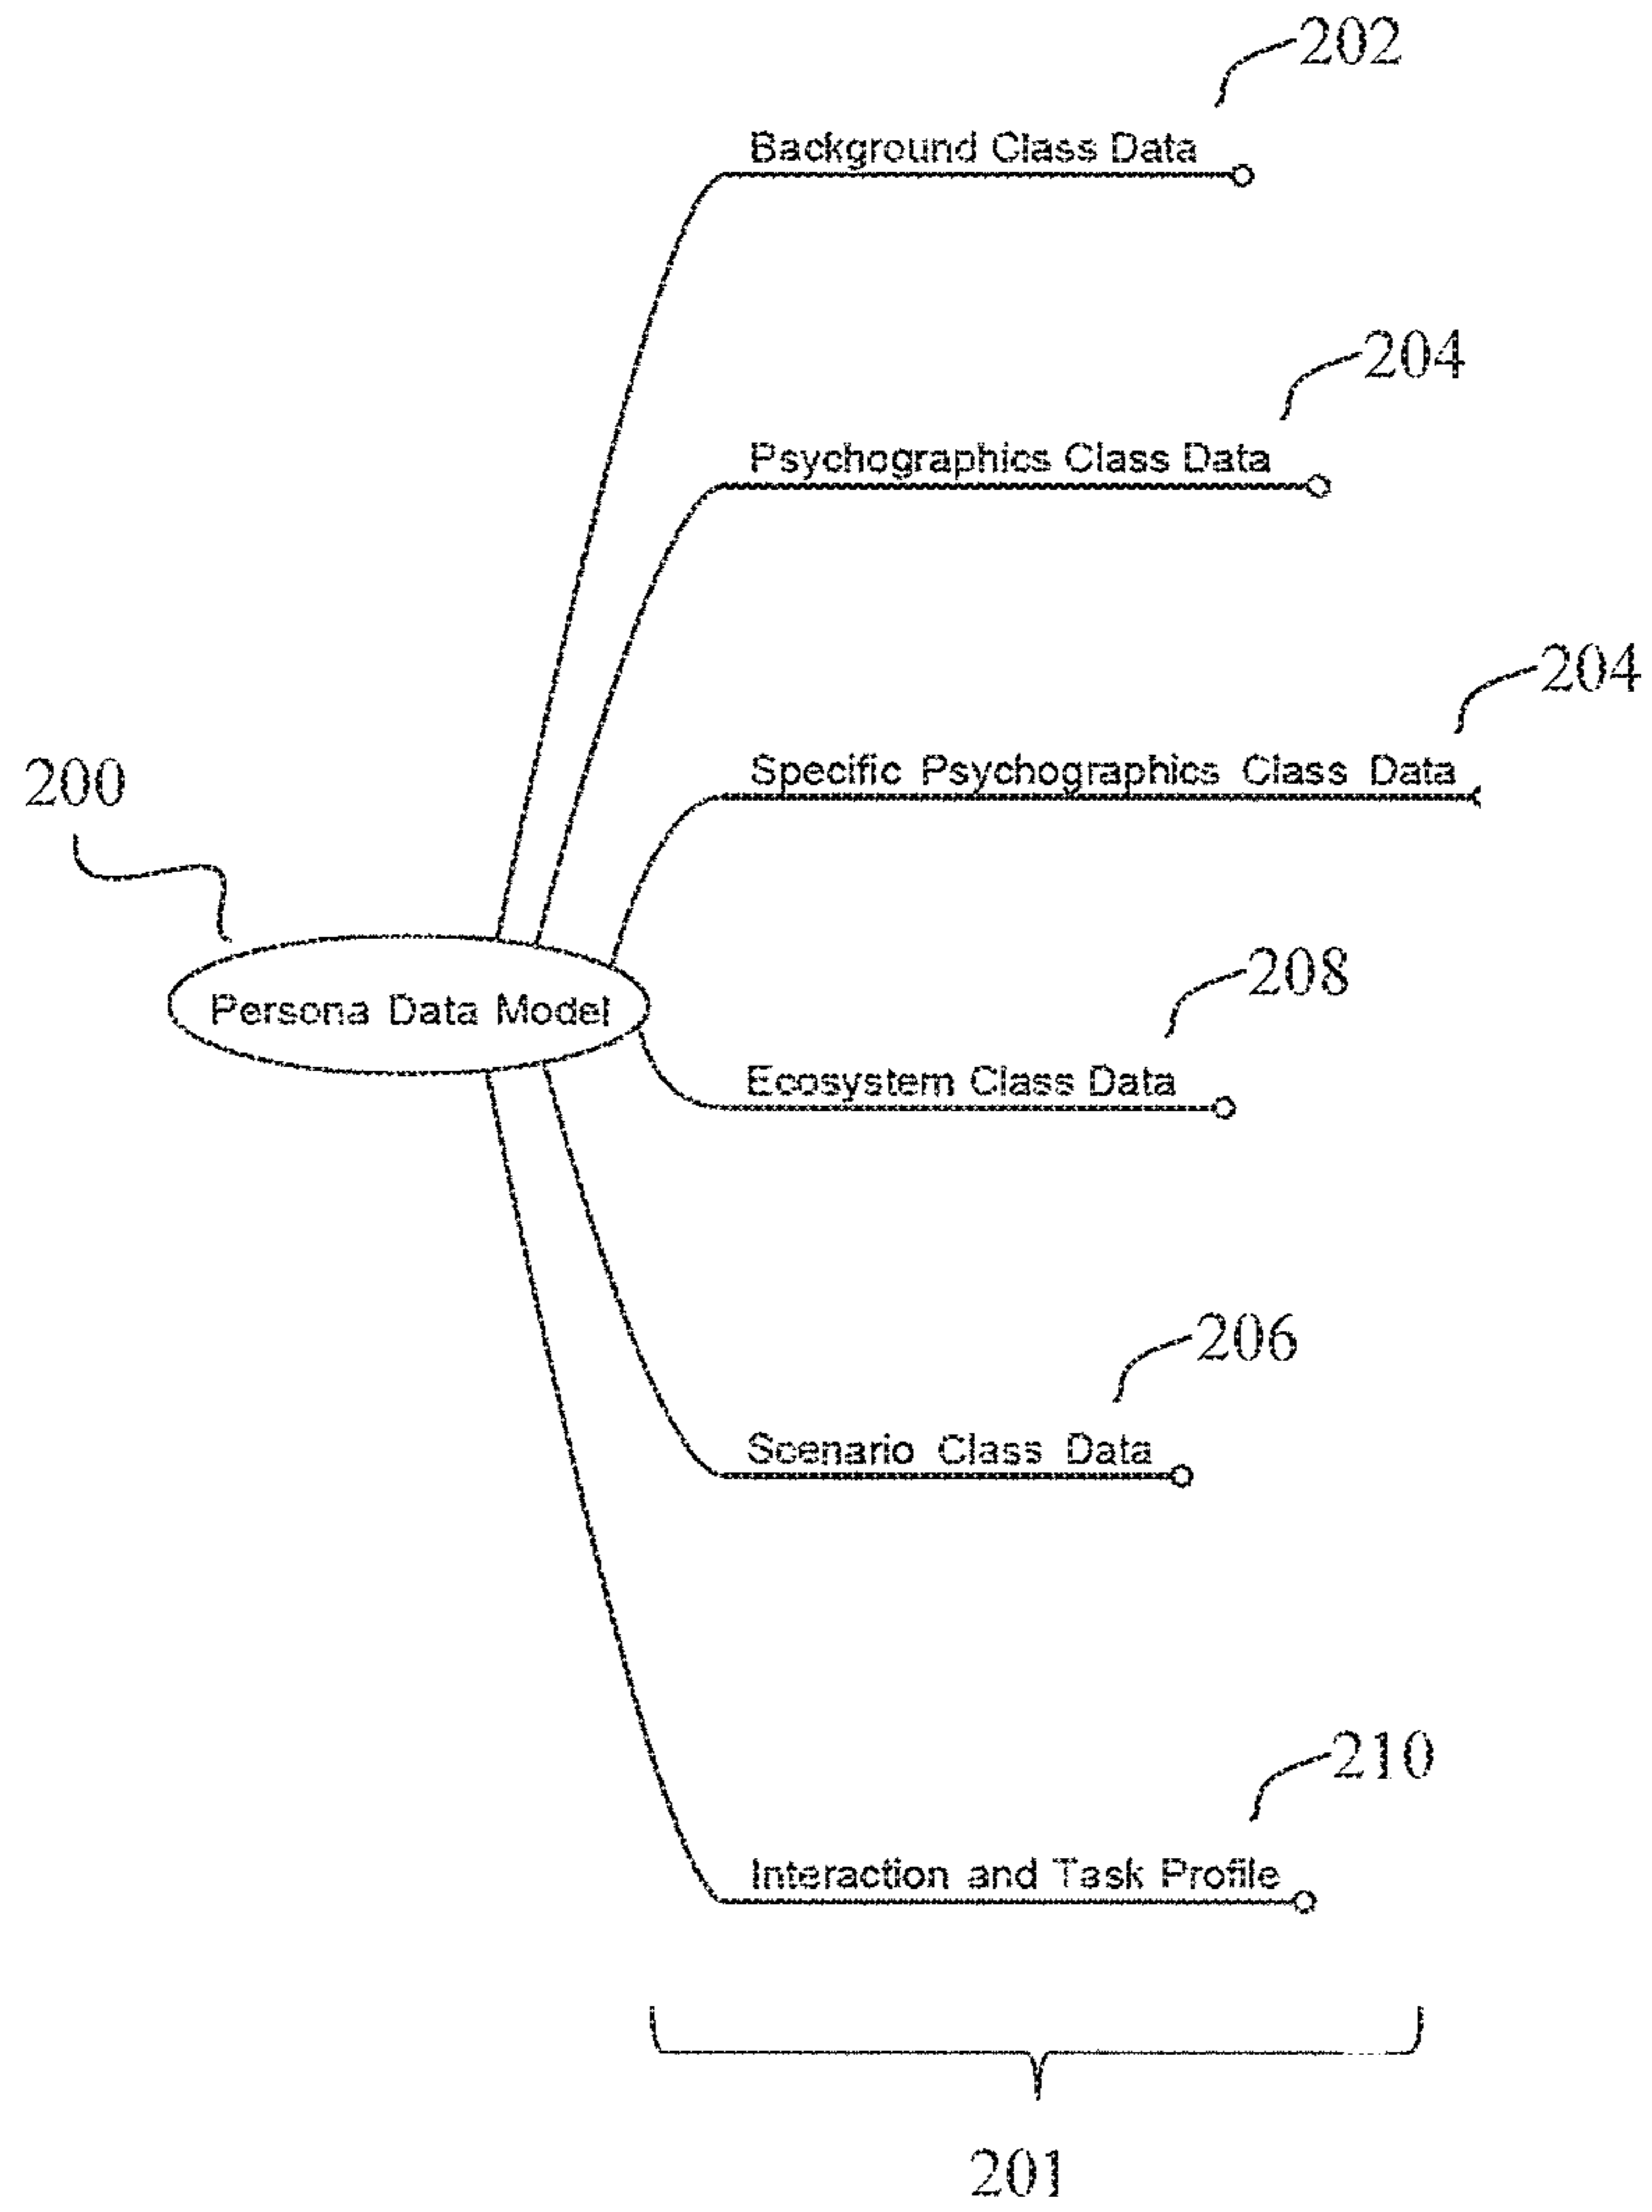 202
Background Class Data
204
Psychographics Class Data
204
Specific Psychographics Class Data
200
208
Persona Data Model
Ecosystem Class Data
206
Scenario Class Data
210
Interaction and Task Profile
201